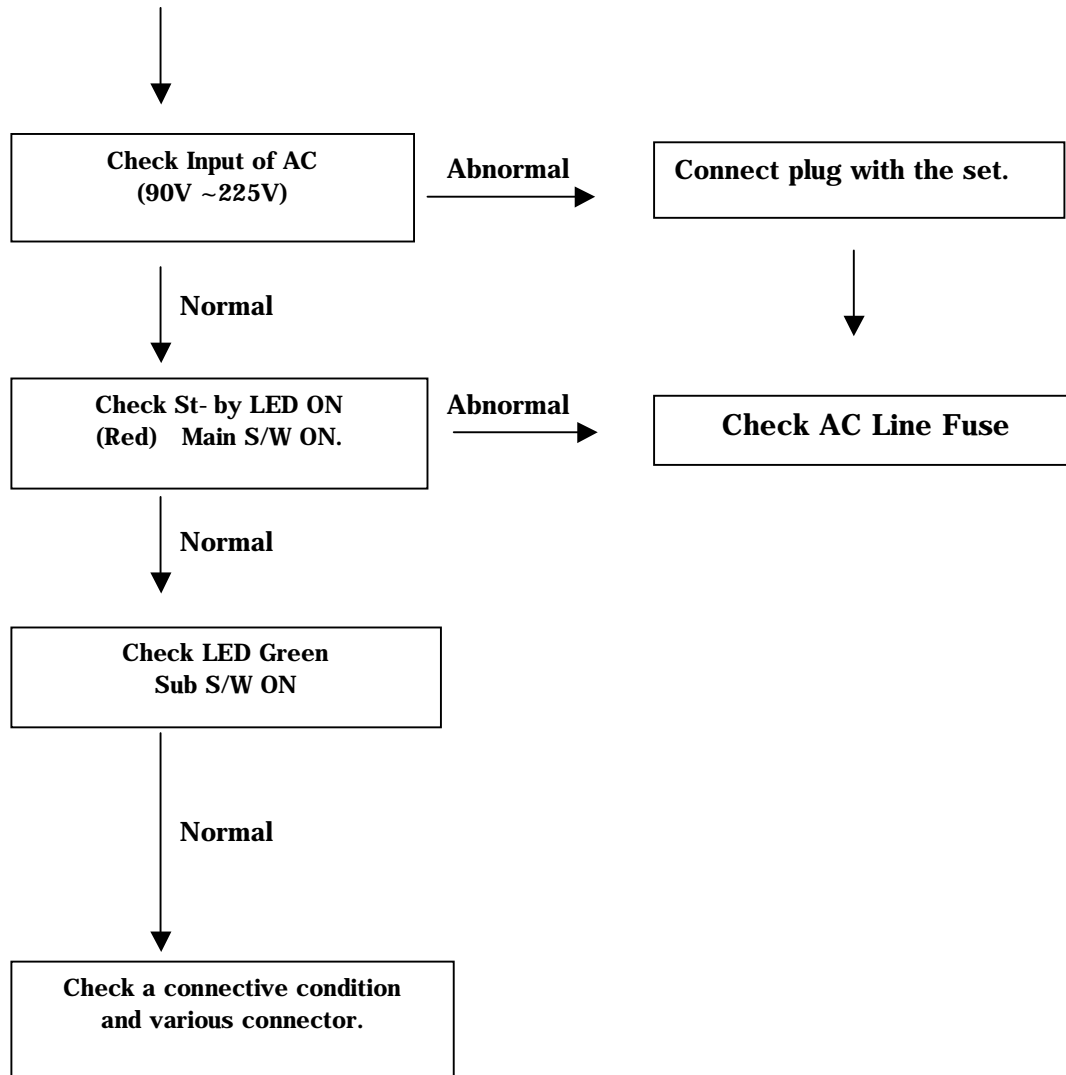 Check Input of AC
(90V ~225V)
Abnormal
Connect plug with the set.
Normal
Check St- by LED ON
(Red) Main S/W ON.
Abnormal
Check AC Line Fuse
Normal
Check LED Green
Sub S/W ON
Normal
Check a connective condition
and various connector.